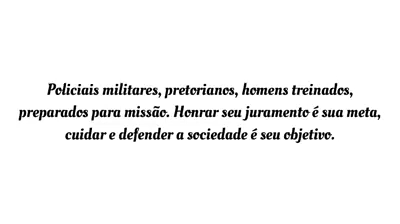 Policiais militares, pretorianos, homens treinados,
preparados para missão. Honrar seu juramento é sua meta,
cuidar e defender a sociedade é seu objetivo.